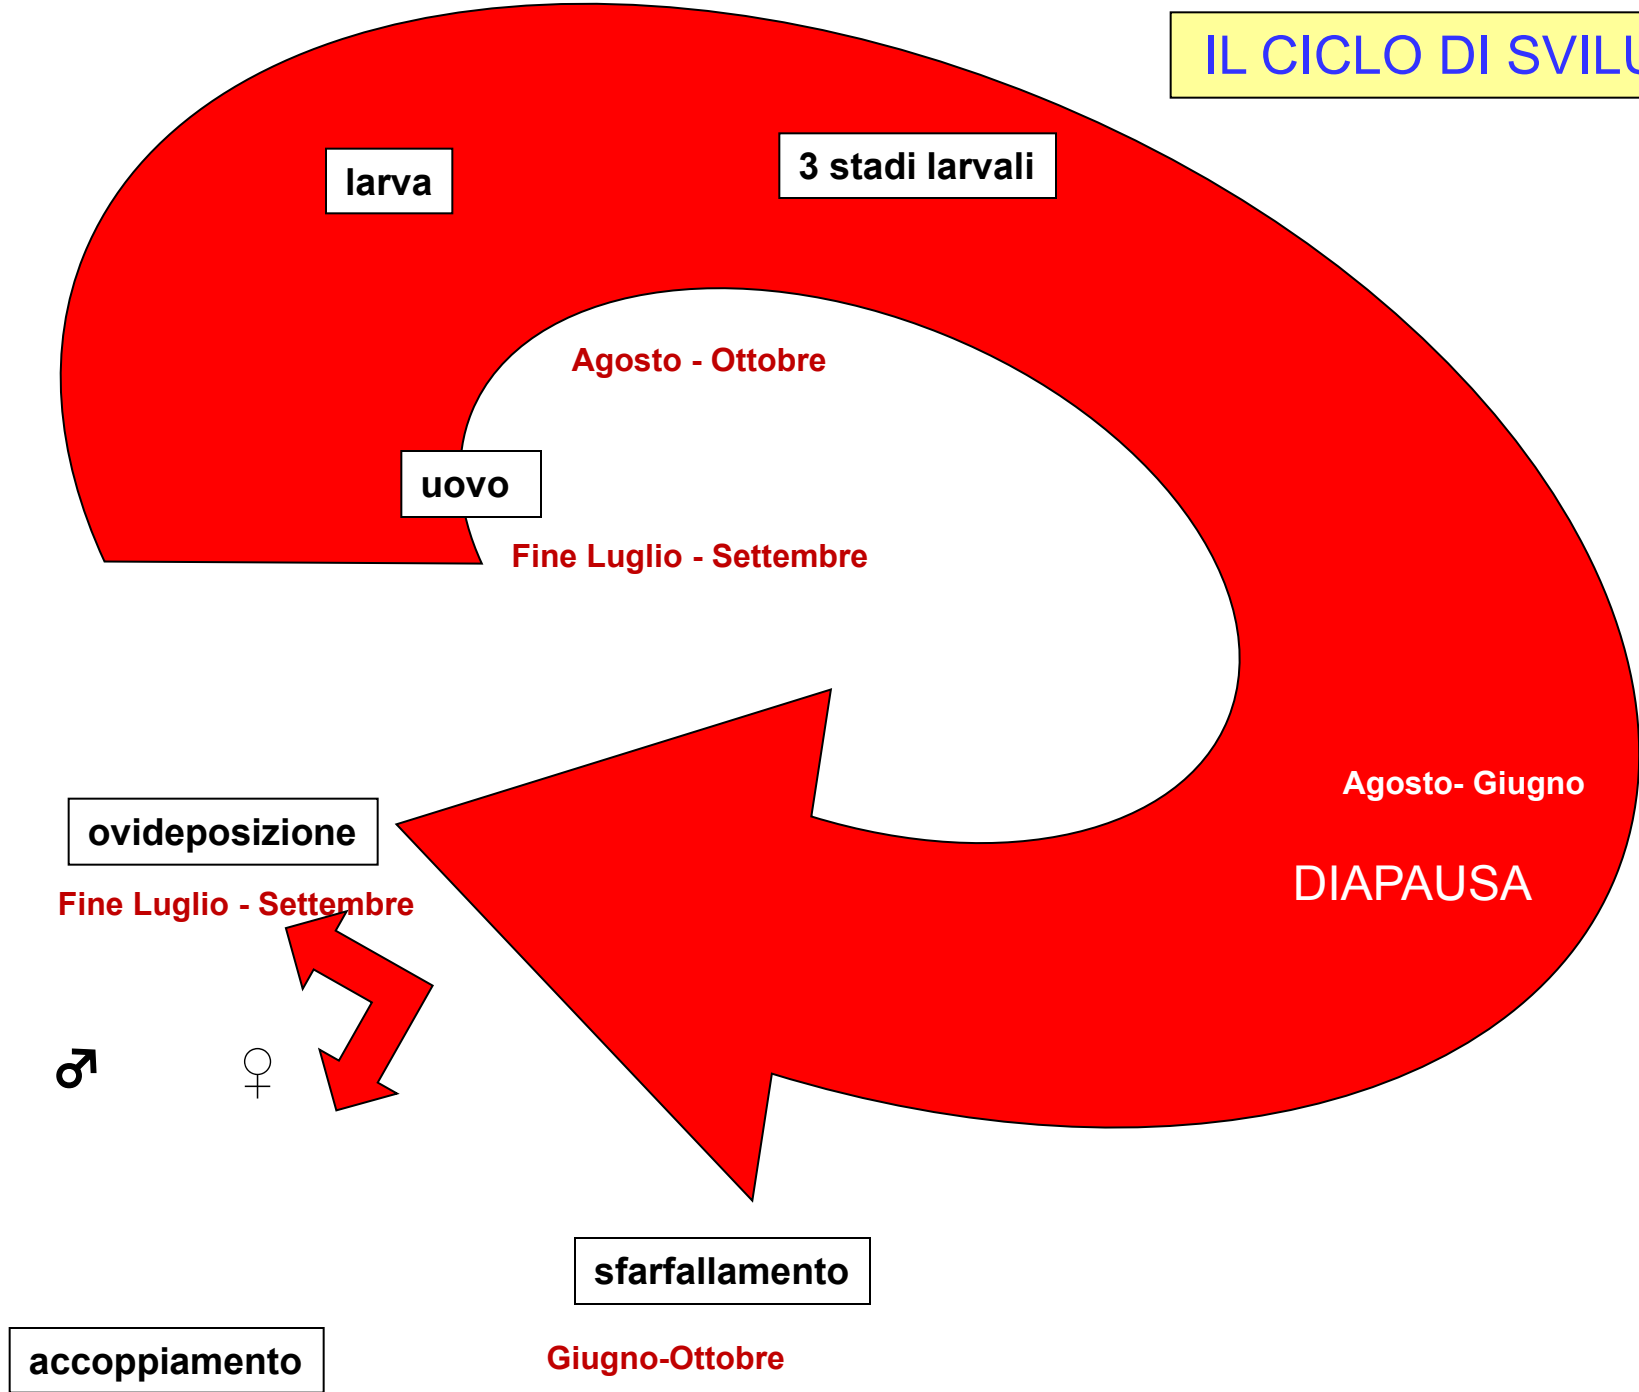 IL CICLO DI
larva
3 stadi larvali
Agosto - Ottobre
uovo
Fine Luglio - Settembre
Agosto- Giugno
DIAPAUSA
ovideposizione
Fine Luglio - Settembre
♂ ♀
sfarfallamento
Giugno-Ottobre
accoppiamento